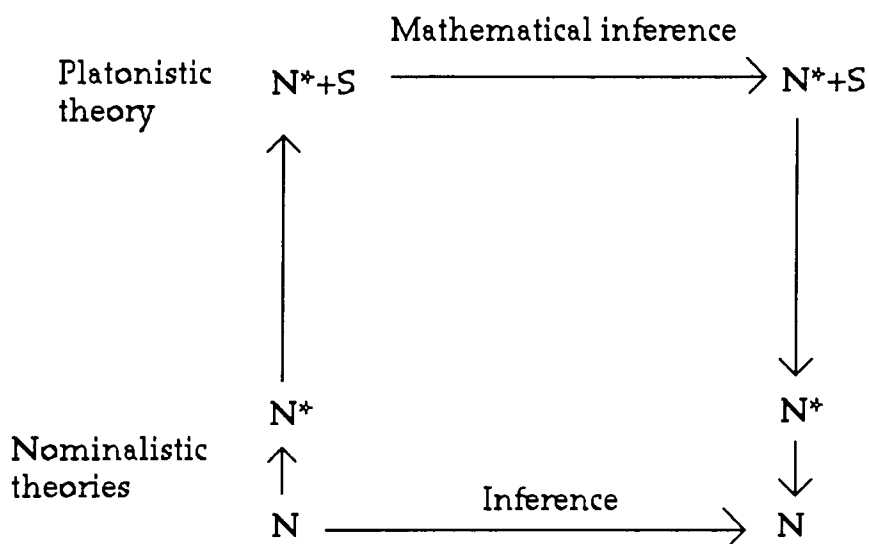 Mathematical inference
Platonistic
theory
N*+S
N*+S
N*
N*
Nominalistic
theories
Inference
N
N